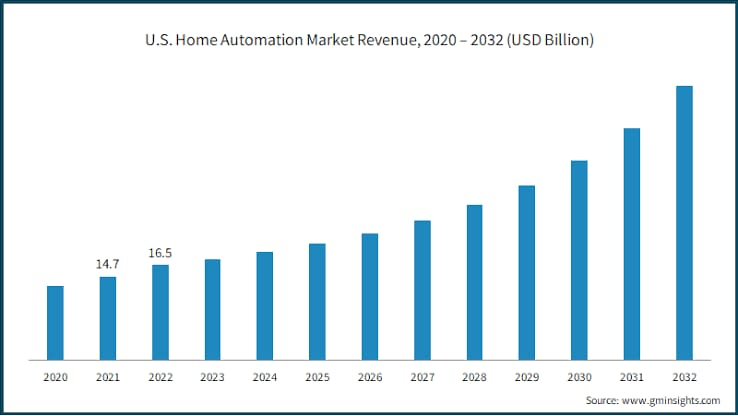 U.S. Home Automation Market Revenue, 2020 – 2032 (USD Billion)
14.7
16.5
2020 2021 2022 2023 2024 2025 2026 2027 2028 2029 2030 2031 2032
Source: www.gminsights.com